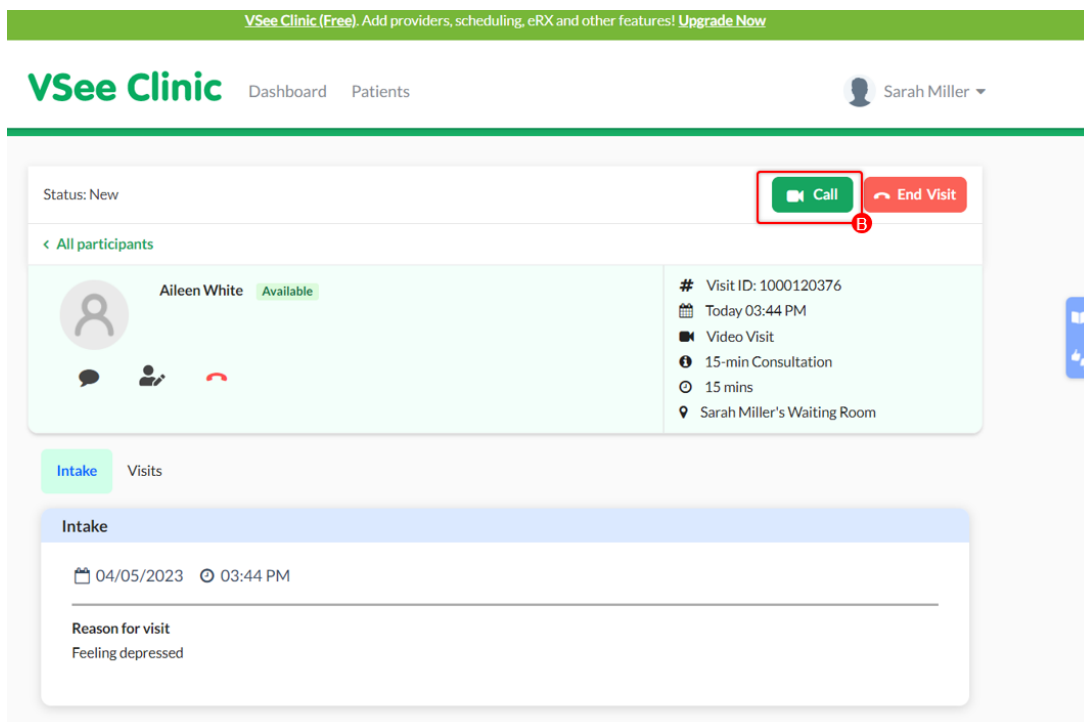 VSee Clinic (Free). Add providers, scheduling, eRX and other features! Upgrade Now
VSee Clinic Dashboard Patients Sarah Miller
Status: New Call End Visit
B
< All participants
Aileen White Available
# Visit ID: 1000120376
Today 03:44 PM
Video Visit
15-min Consultation
15 mins
Sarah Miller's Waiting Room
Intake Visits
Intake
04/05/2023 03:44 PM
Reason for visit
Feeling depressed